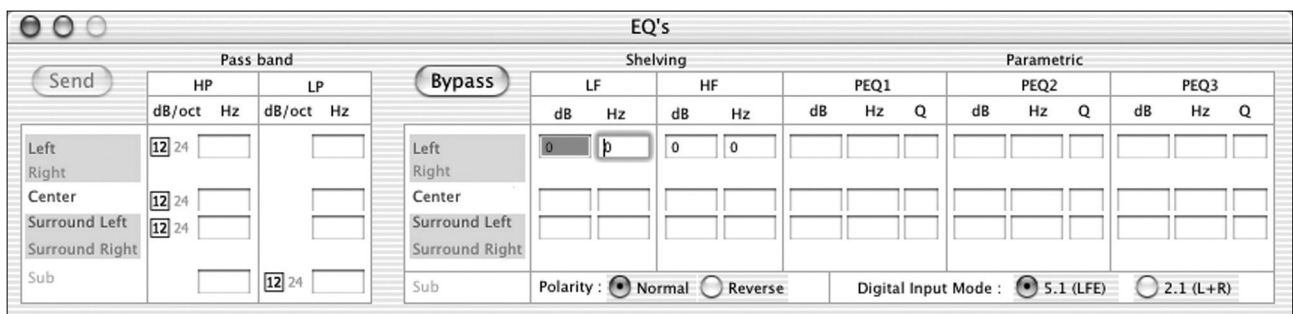 EQ's
Send
Pass band
HP LP
dB/oct Hz dB/oct Hz
Left 12 24
Right
Center 12 24
Surround Left 12 24
Surround Right
Sub 12 24
Bypass
Shelving Parametric
LF HF PEQ1 PEQ2 PEQ3
dB Hz dB Hz dB Hz Q dB Hz Q dB Hz Q
Left 0 0 0 0
Right
Center
Surround Left
Surround Right
Sub Polarity : Normal Reverse Digital Input Mode : 5.1 (LFE) 2.1 (L+R)